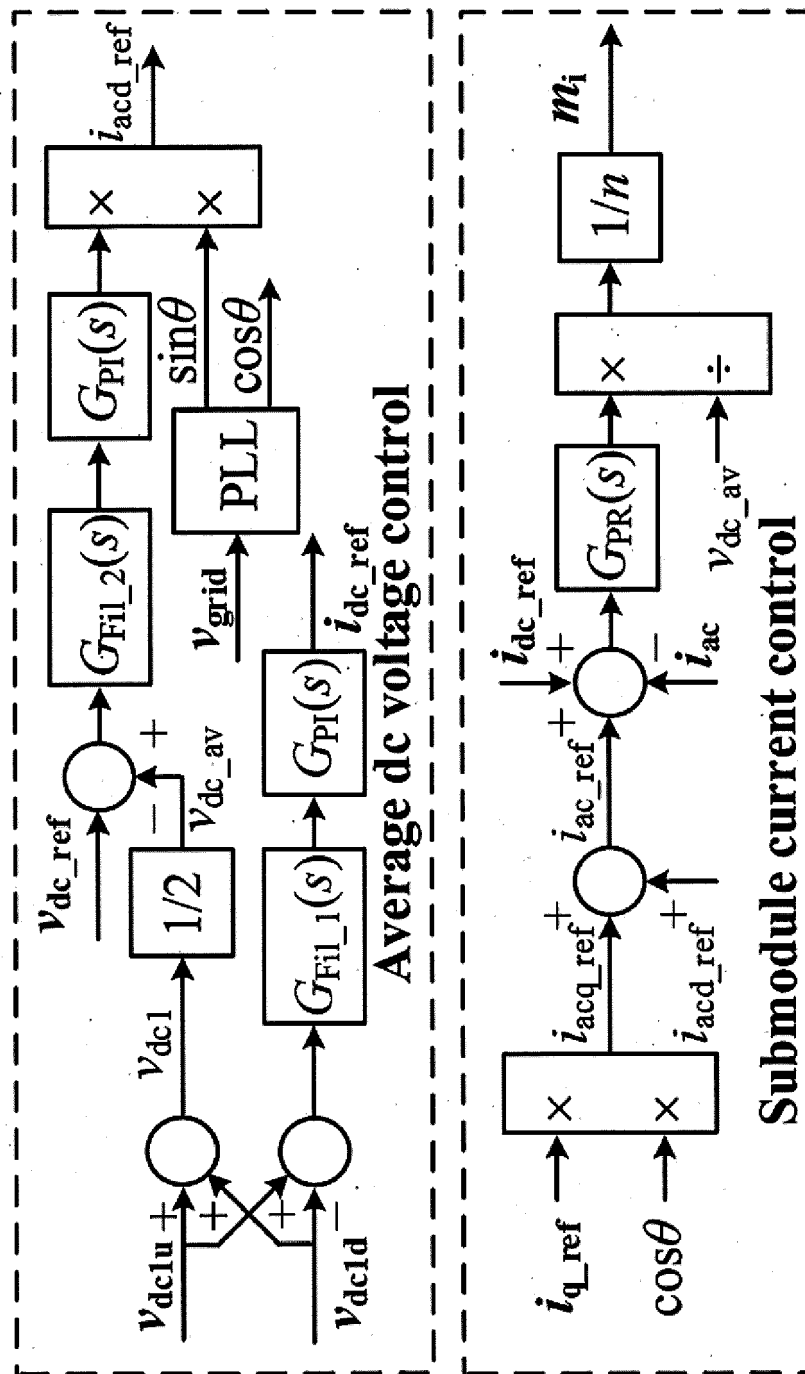 v_dc1u
v_dc1d
+
+
+
−
v_dc1
1/2
v_dc_av
v_dc_ref
−
+
G_Fil_2(s)
G_PI(s)
×
×
i_acd_ref
v_grid
PLL
sinθ
cosθ
G_Fil_1(s)
G_PI(s)
i_dc_ref
Average dc voltage control
i_q_ref
cosθ
×
×
i_acq_ref
i_acd_ref
+
+
i_ac_ref
i_dc_ref
+
+
−
i_ac
G_PR(s)
×
÷
v_dc_av
1/n
m_i
Submodule current control